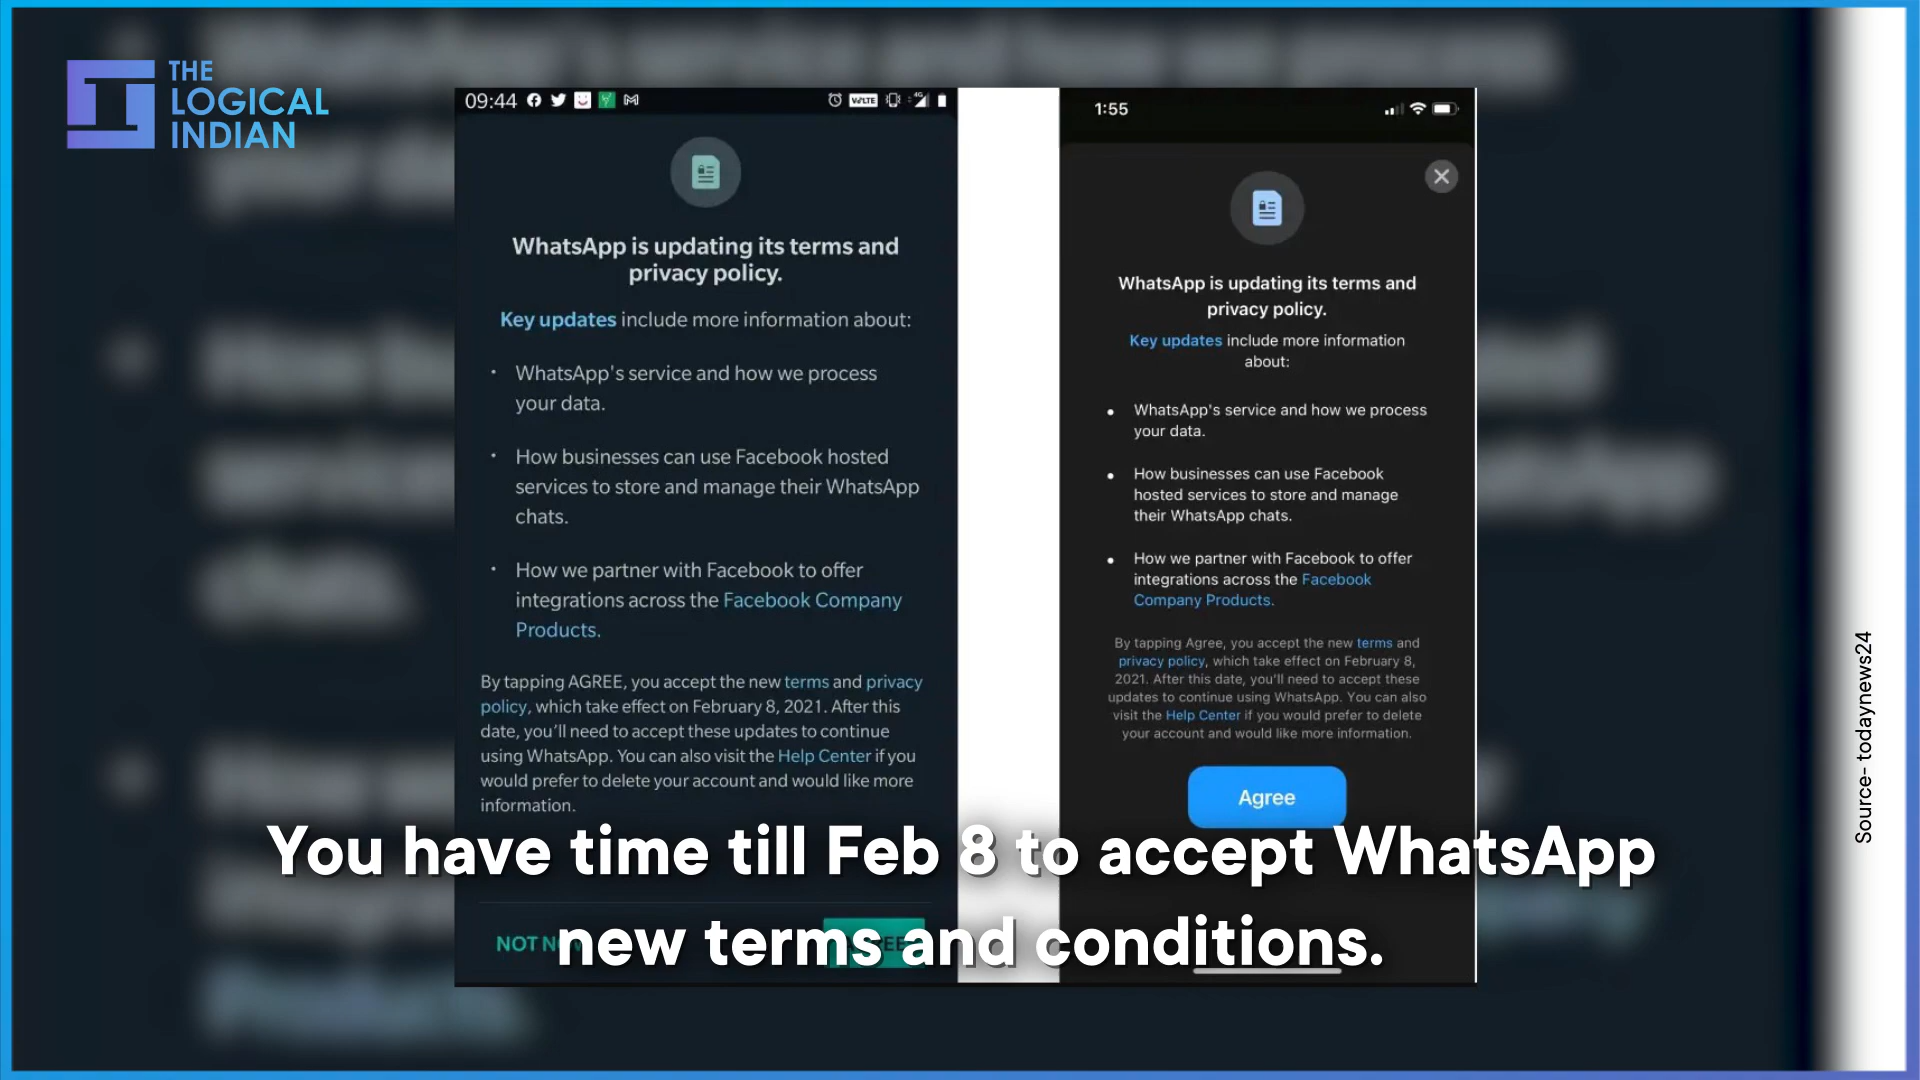 THE
LOGICAL
INDIAN
09:44
VoLTE
4G
WhatsApp is updating its terms and
privacy policy.
Key updates include more information about:
• WhatsApp's service and how we process
your data.
• How businesses can use Facebook hosted
services to store and manage their WhatsApp
chats.
• How we partner with Facebook to offer
integrations across the Facebook Company
Products.
By tapping AGREE, you accept the new terms and privacy
policy, which take effect on February 8, 2021. After this
date, you'll need to accept these updates to continue
using WhatsApp. You can also visit the Help Center if you
would prefer to delete your account and would like more
information.
NOT
1:55
WhatsApp is updating its terms and
privacy policy.
Key updates include more information
about:
• WhatsApp's service and how we process
your data.
• How businesses can use Facebook
hosted services to store and manage
their WhatsApp chats.
• How we partner with Facebook to offer
integrations across the Facebook
Company Products.
By tapping Agree, you accept the new terms and
privacy policy, which take effect on February 8,
2021. After this date, you'll need to accept these
updates to continue using WhatsApp. You can also
visit the Help Center if you would prefer to delete
your account and would like more information.
Agree
You have time till Feb 8 to accept WhatsApp
new terms and conditions.
Source- todaynews24